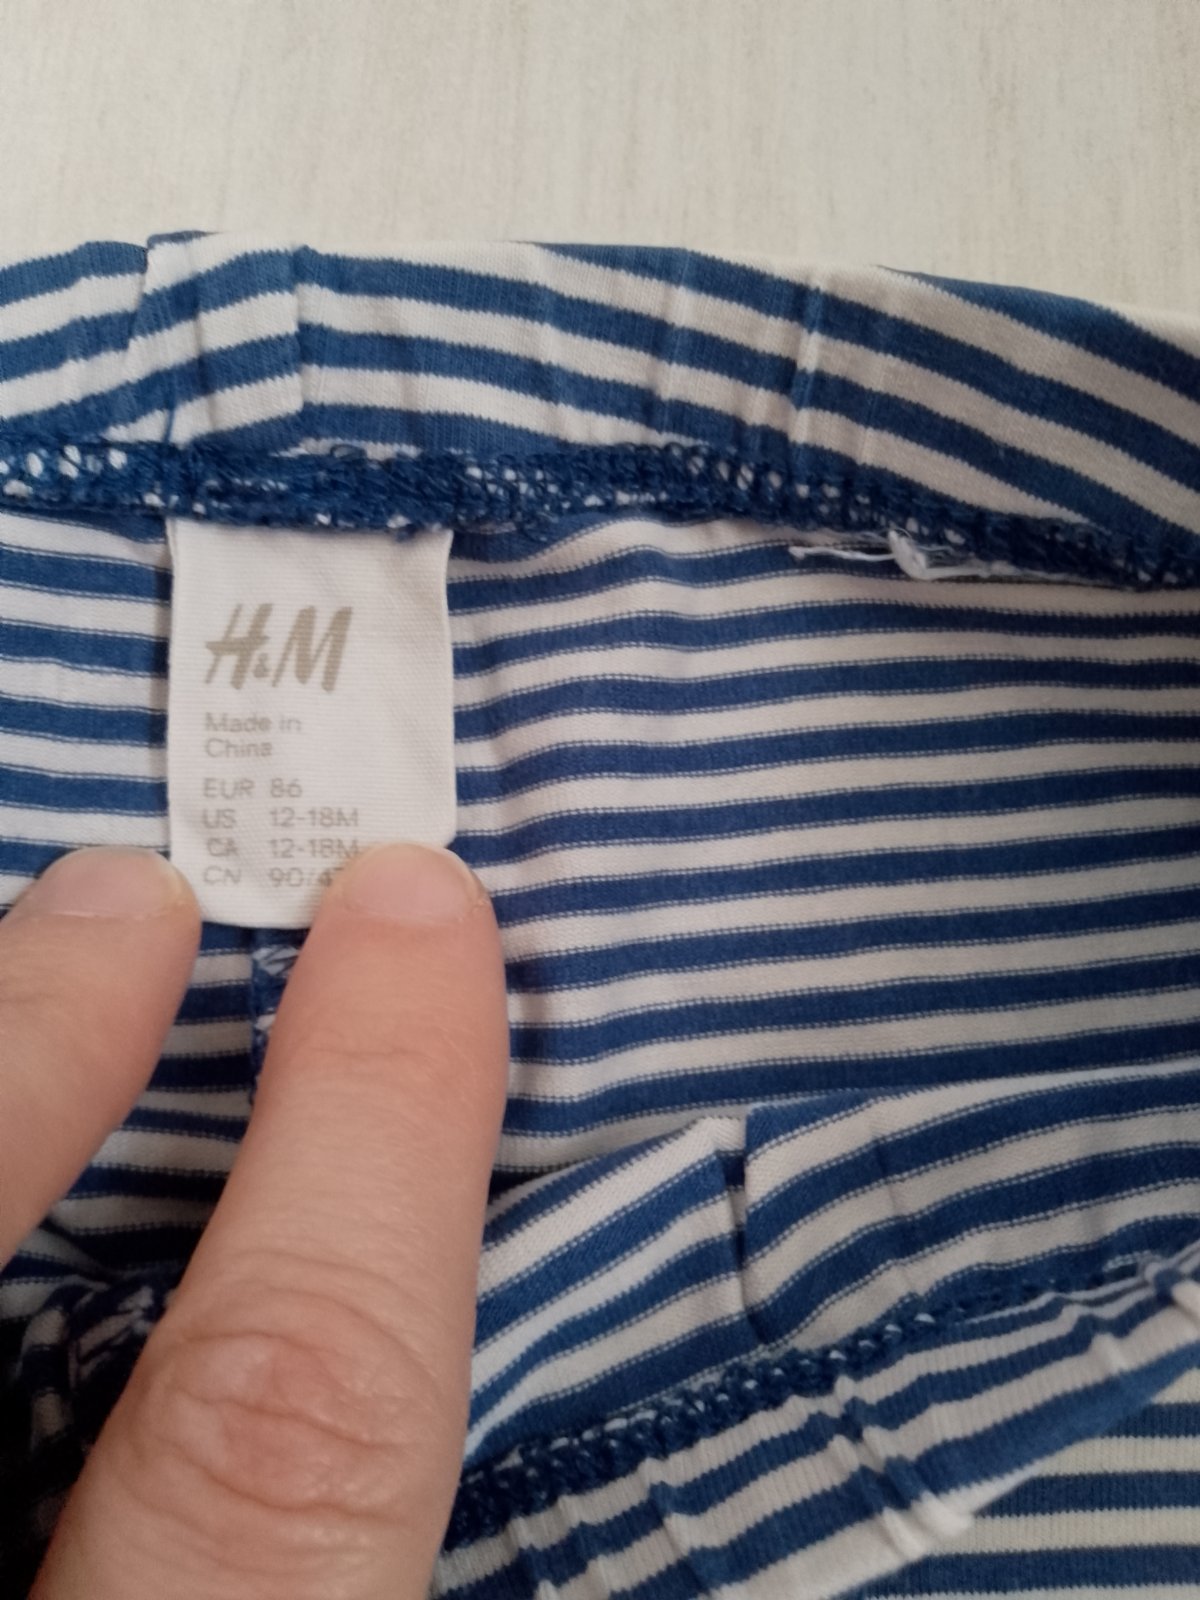 H&M
Made in
China
EUR 86
US 12-18M
CA 12-18M
CN